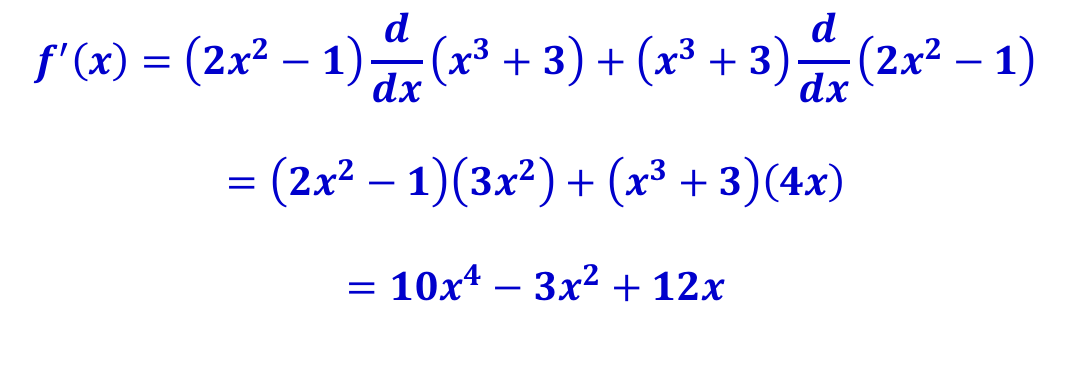 f′(x) = (2x² − 1) d/dx (x³ + 3) + (x³ + 3) d/dx (2x² − 1)
= (2x² − 1)(3x²) + (x³ + 3)(4x)
= 10x⁴ − 3x² + 12x